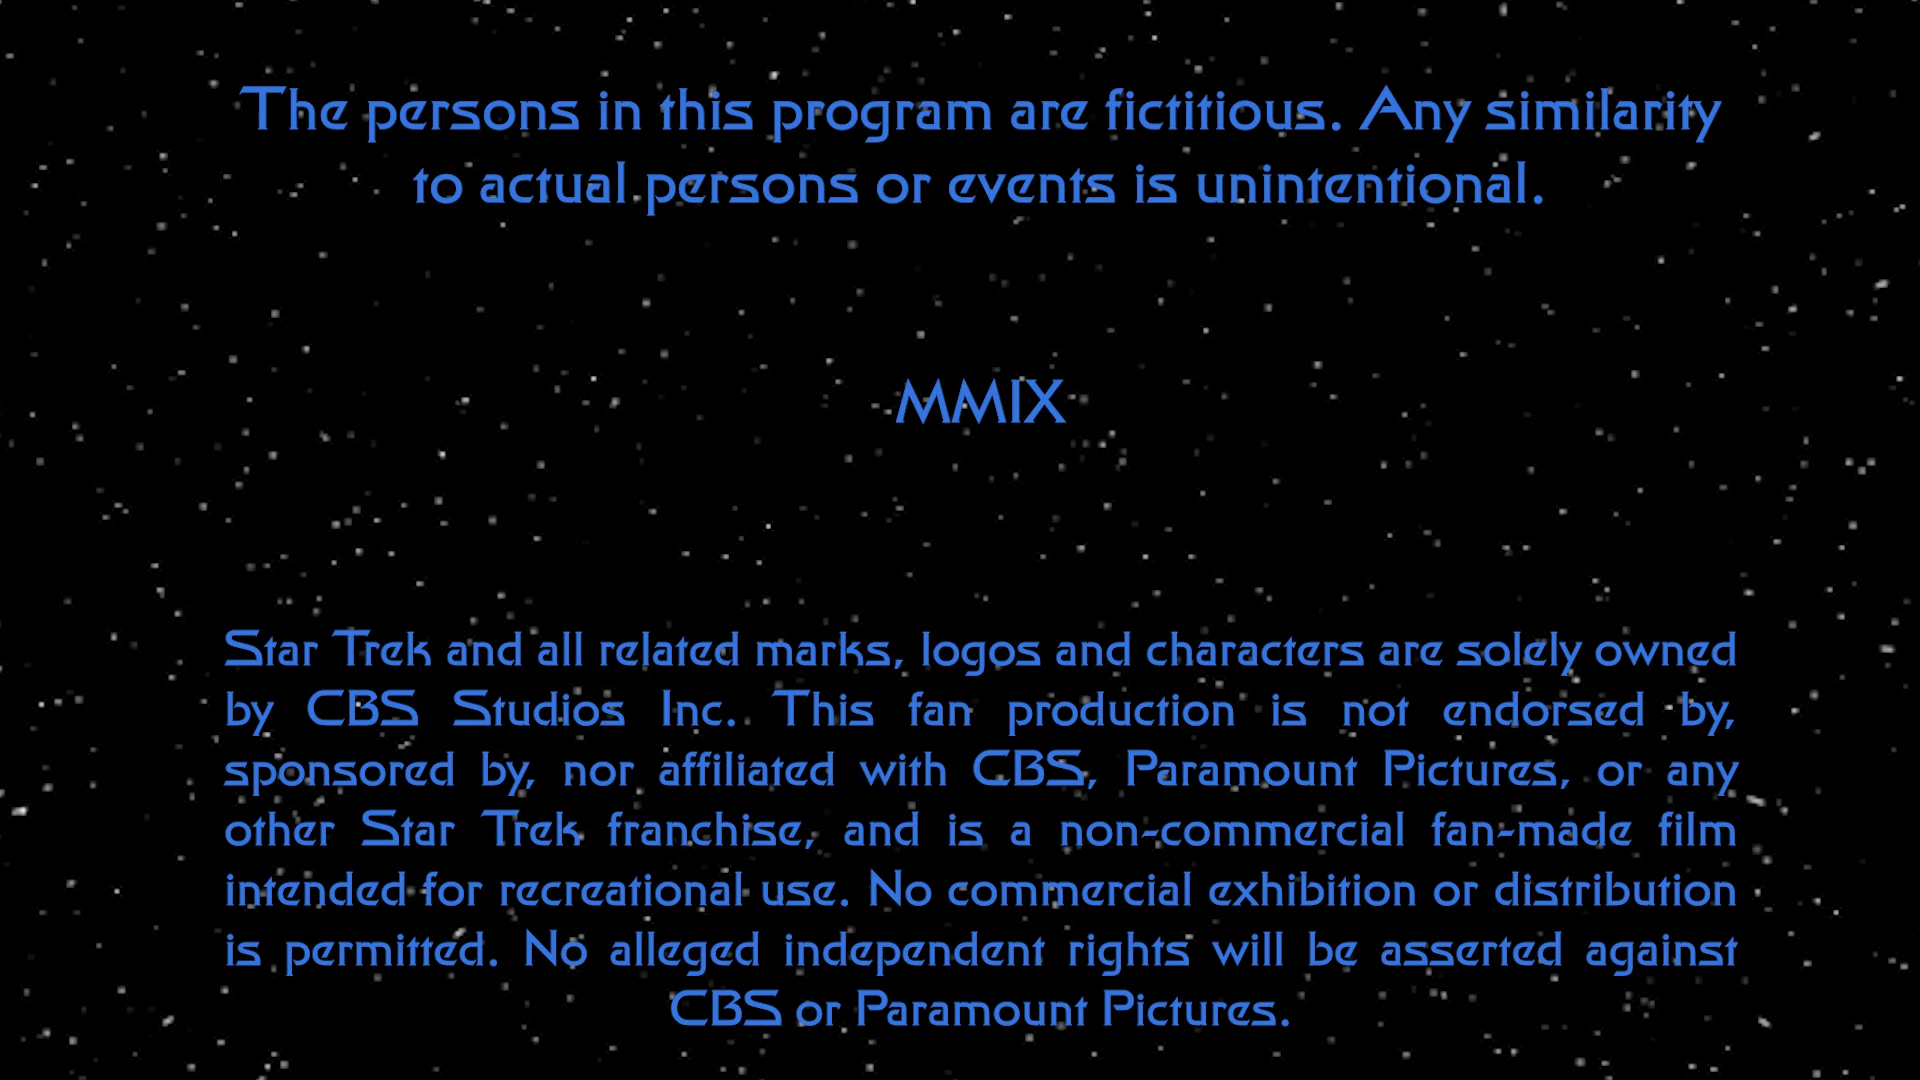 The persons in this program are fictitious. Any similarity
to actual persons or events is unintentional.
MMIX
Star Trek and all related marks, logos and characters are solely owned
by CBS Studios Inc. This fan production is not endorsed by,
sponsored by, nor affiliated with CBS, Paramount Pictures, or any
other Star Trek franchise, and is a non-commercial fan-made film
intended for recreational use. No commercial exhibition or distribution
is permitted. No alleged independent rights will be asserted against
CBS or Paramount Pictures.